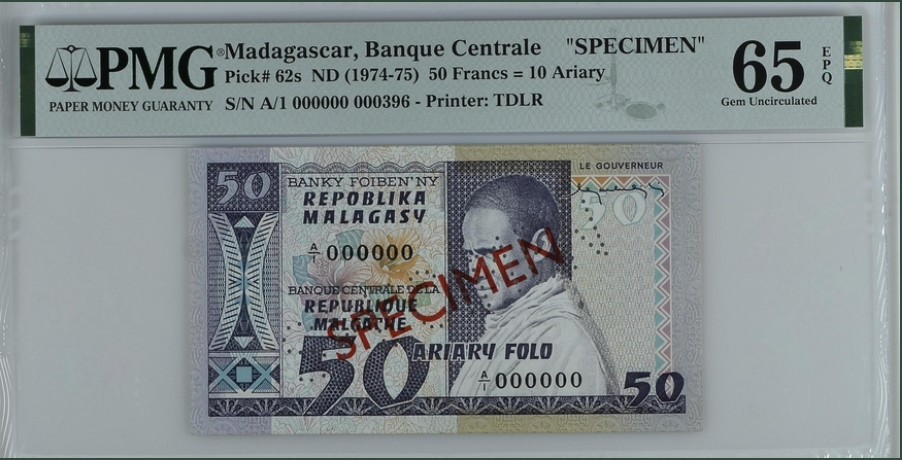 PMG®
PAPER MONEY GUARANTY
Madagascar, Banque Centrale "SPECIMEN"
Pick# 62s ND (1974-75) 50 Francs = 10 Ariary
S/N A/1 000000 000396 - Printer: TDLR
65
EPQ
Gem Uncirculated
50
BANKY FOIBEN'NY
REPOBLIKA
MALAGASY
A/1 000000
BANQUE CENTRALE DE LA
REPUBLIQUE
MALGACHE
LE GOUVERNEUR
50
SPECIMEN
50 ARIARY FOLO
A/1 000000
50